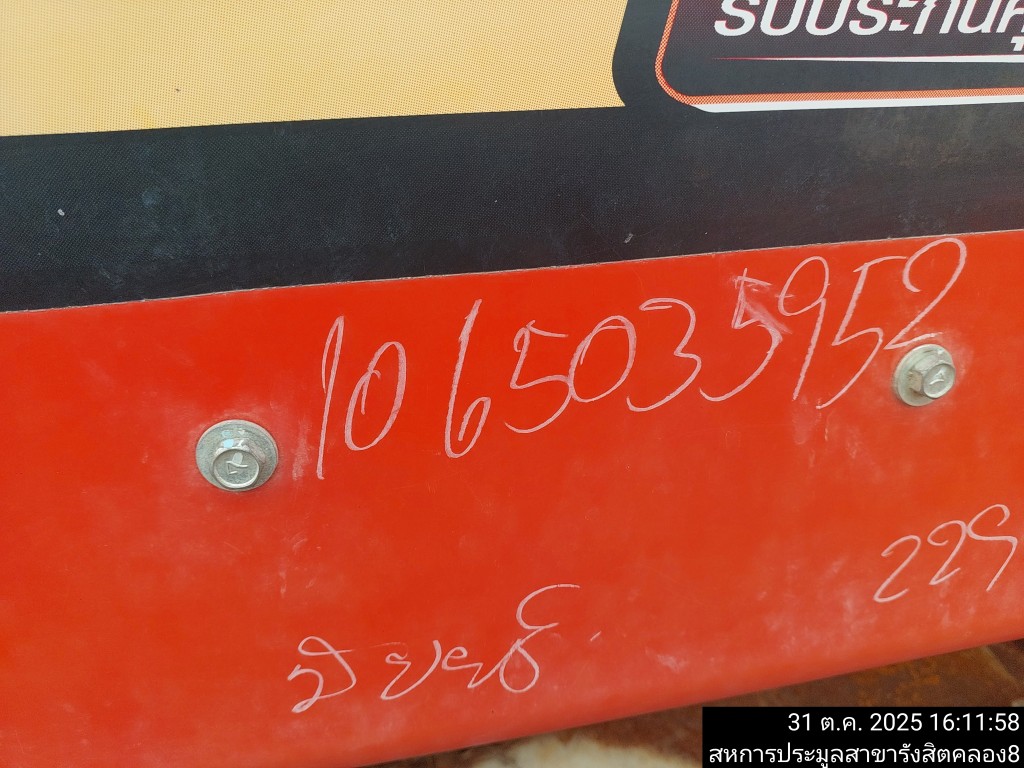 รับประกันคุ
1065035952
229
31 ต.ค. 2025 16:11:58
สหการประมูลสาขารังสิตคลอง8